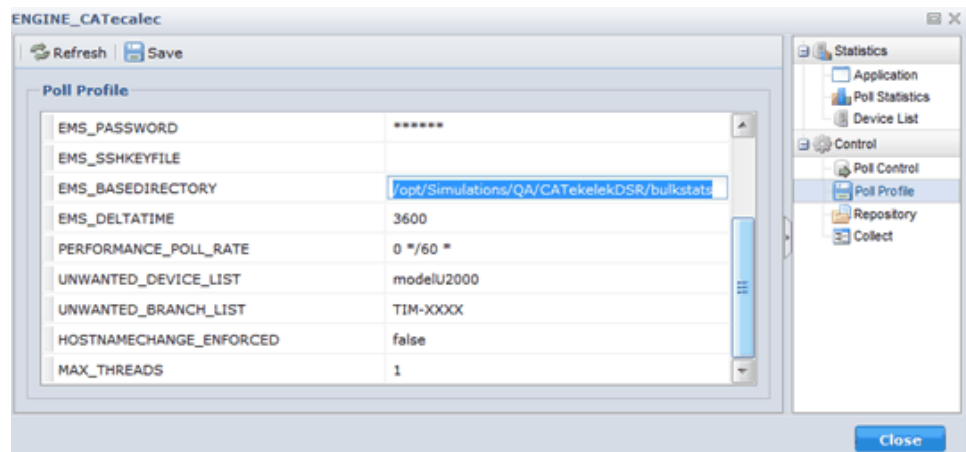 ENGINE_CATecalec
Refresh Save
Poll Profile
EMS_PASSWORD ******
EMS_SSHKEYFILE
EMS_BASEDIRECTORY /opt/Simulations/QA/CATekelekDSR/bulkstats
EMS_DELTATIME 3600
PERFORMANCE_POLL_RATE 0 */60 *
UNWANTED_DEVICE_LIST modelU2000
UNWANTED_BRANCH_LIST TIM-XXXX
HOSTNAMECHANGE_ENFORCED false
MAX_THREADS 1
Statistics
Application
Poll Statistics
Device List
Control
Poll Control
Poll Profile
Repository
Collect
Close